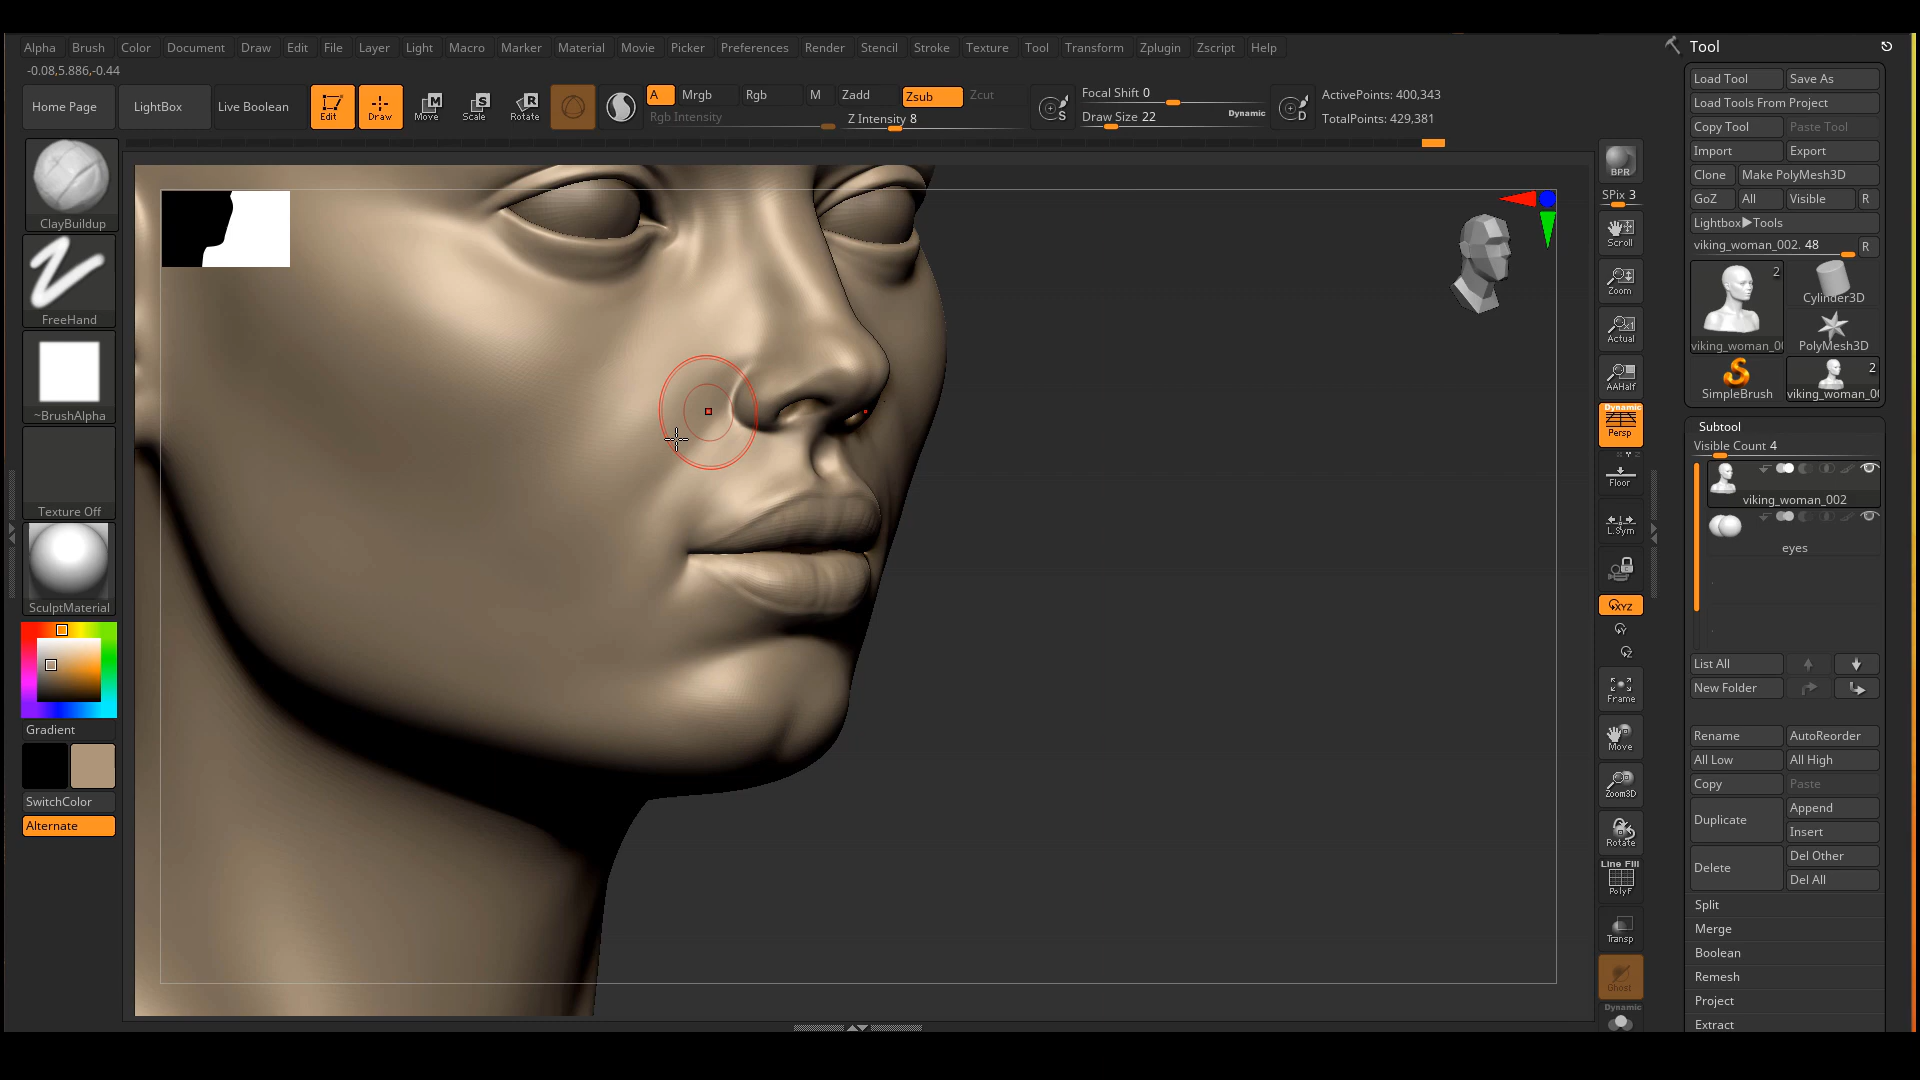 Alpha Brush Color Document Draw Edit File Layer Light Macro Marker Material Movie Picker Preferences Render Stencil Stroke Texture Tool Transform Zplugin Zscript Help
-0.08,5.886,-0.44
Home Page LightBox Live Boolean Edit Draw Move Scale Rotate
A Mrgb Rgb M Zadd Zsub Zcut
Rgb Intensity Z Intensity 8
S Focal Shift 0
Draw Size 22 Dynamic
D ActivePoints: 400,343
TotalPoints: 429,381
ClayBuildup
FreeHand
~BrushAlpha
Texture Off
SculptMaterial
Gradient
SwitchColor
Alternate
BPR
SPix 3
Scroll
Zoom
Actual
AAHalf
Dynamic
Persp
Floor
L.Sym
XYZ
Y
Z
Frame
Move
Zoom3D
Rotate
Line Fill
PolyF
Transp
Ghost
Dynamic
Tool
Load Tool Save As
Load Tools From Project
Copy Tool Paste Tool
Import Export
Clone Make PolyMesh3D
GoZ All Visible R
Lightbox▶Tools
viking_woman_002. 48 R
2
Cylinder3D
viking_woman_00 PolyMesh3D
2
SimpleBrush viking_woman_00
Subtool
Visible Count 4
viking_woman_002
eyes
List All
New Folder
Rename AutoReorder
All Low All High
Copy Paste
Duplicate Append
Insert
Delete Del Other
Del All
Split
Merge
Boolean
Remesh
Project
Extract